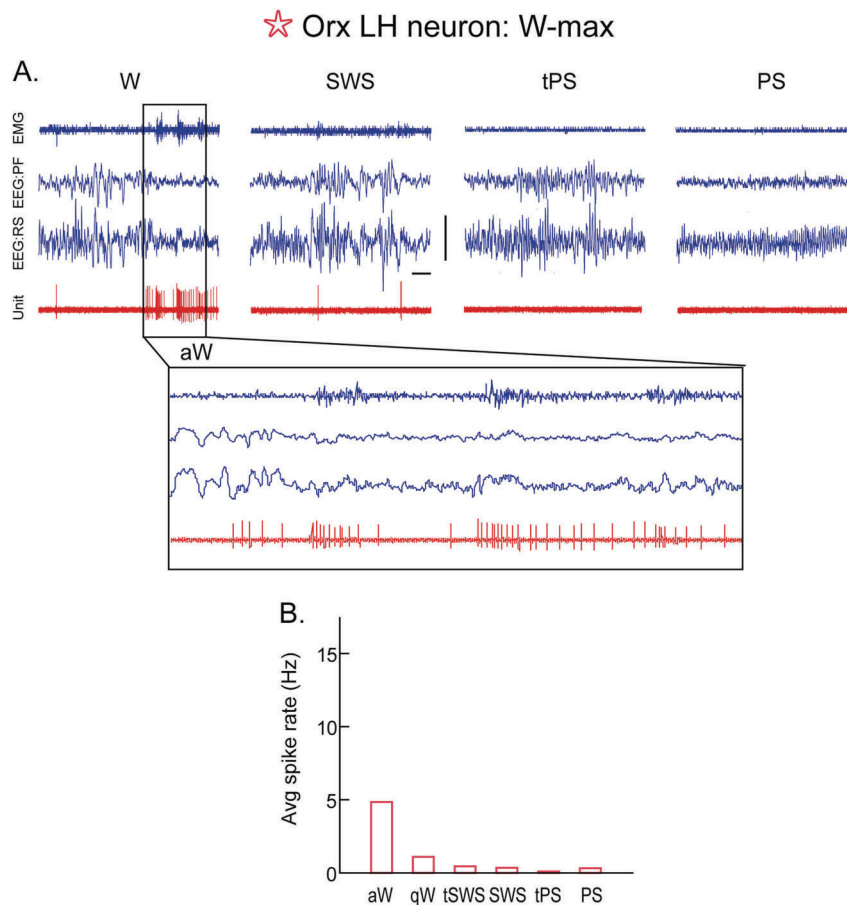 Orx LH neuron: W-max
A.
W SWS tPS PS
EMG
EEG:PF
EEG:RS
Unit
aW
B.
Avg spike rate (Hz)
15
10
5
0
aW qW tSWS SWS tPS PS